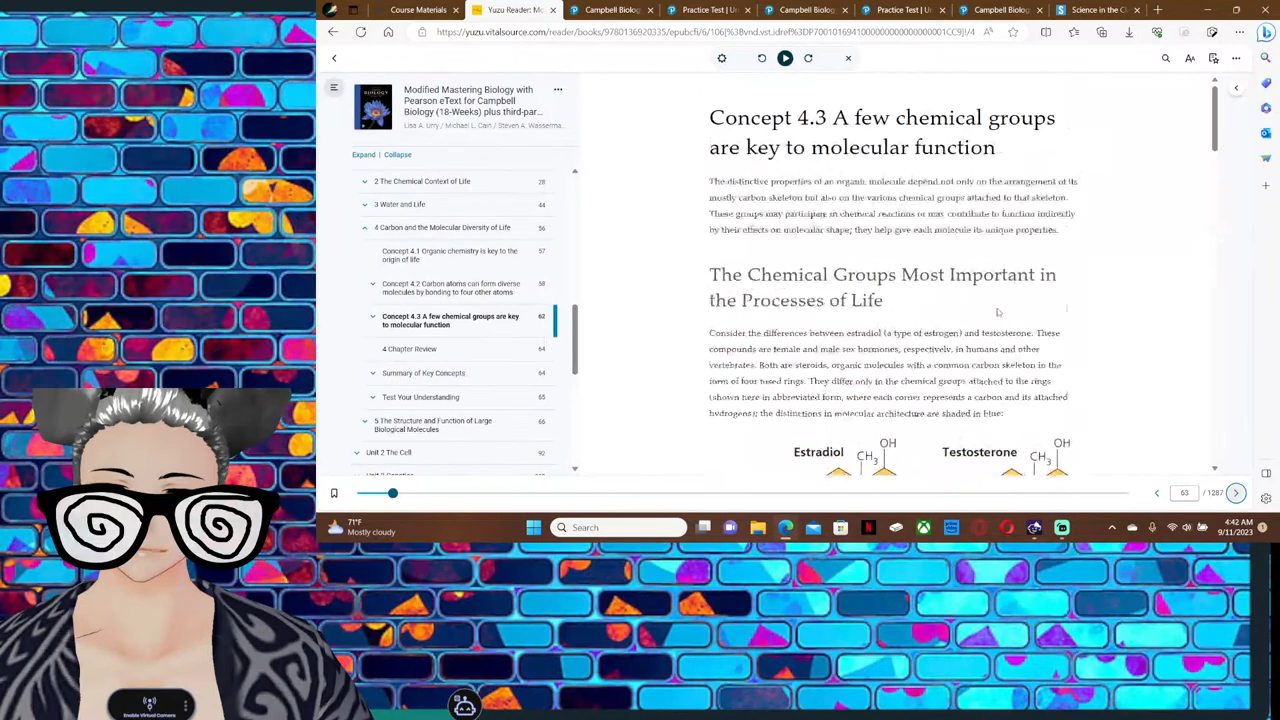 Course Materials
Yuzu Reader: Mo
Campbell Biolog
Practice Test | U
Campbell Biolog
Practice Test | U
Campbell Biolog
Science in the C
https://yuzu.vitalsource.com/reader/books/9780136920335/epubcfi/6/106[%3Bvnd.vst.idref%3DP7001016941000000000000000001CC9]!/4
Modified Mastering Biology with
Pearson eText for Campbell
Biology (18-Weeks) plus third-par...
Lisa A. Urry / Michael L. Cain / Steven A. Wasserma...
Expand | Collapse
2 The Chemical Context of Life 28
3 Water and Life 44
4 Carbon and the Molecular Diversity of Life 56
Concept 4.1 Organic chemistry is key to the 57
origin of life
Concept 4.2 Carbon atoms can form diverse 58
molecules by bonding to four other atoms
Concept 4.3 A few chemical groups are key 62
to molecular function
4 Chapter Review 64
Summary of Key Concepts 64
Test Your Understanding 65
5 The Structure and Function of Large 66
Biological Molecules
Unit 2 The Cell 92
Concept 4.3 A few chemical groups
are key to molecular function
The distinctive properties of an organic molecule depend not only on the arrangement of its
mostly carbon skeleton but also on the various chemical groups attached to that skeleton.
These groups may participate in chemical reactions or may contribute to function indirectly
by their effects on molecular shape; they help give each molecule its unique properties.
The Chemical Groups Most Important in
the Processes of Life
Consider the differences between estradiol (a type of estrogen) and testosterone. These
compounds are female and male sex hormones, respectively, in humans and other
vertebrates. Both are steroids, organic molecules with a common carbon skeleton in the
form of four fused rings. They differ only in the chemical groups attached to the rings
(shown here in abbreviated form, where each corner represents a carbon and its attached
hydrogens); the distinctions in molecular architecture are shaded in blue:
Estradiol CH3 OH Testosterone CH3 OH
63 / 1287
71°F
Mostly cloudy
Search
4:42 AM
9/11/2023
Enable Virtual Camera